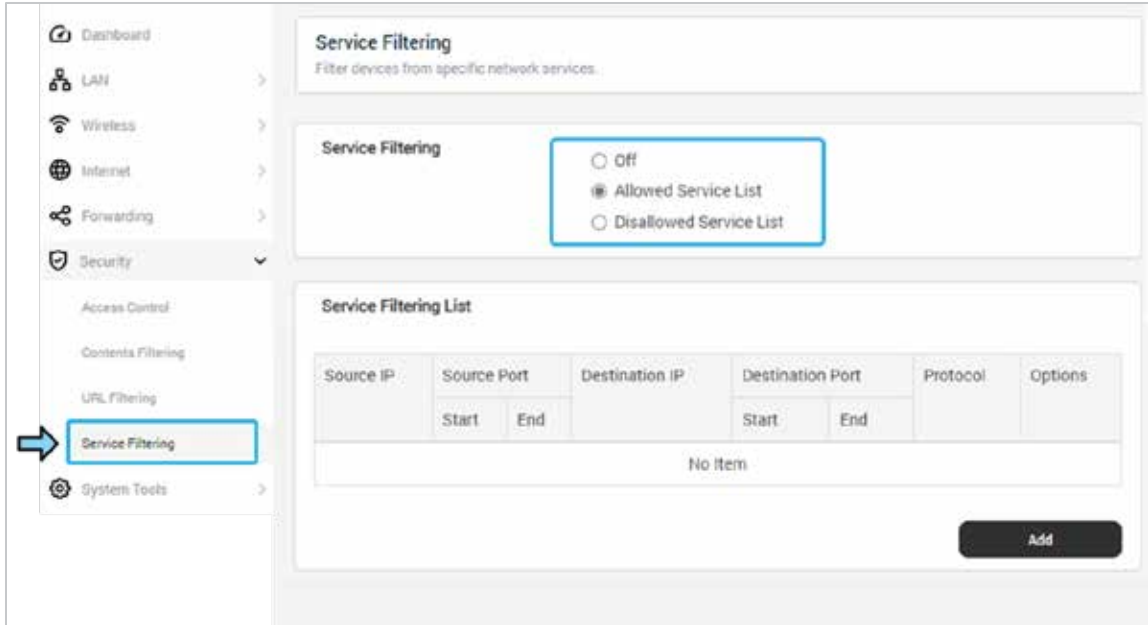 Dashboard
LAN
Wireless
Internet
Forwarding
Security
Access Control
Contents Filtering
URL Filtering
Service Filtering
System Tools
Service Filtering
Filter devices from specific network services.
Service Filtering
Off
Allowed Service List
Disallowed Service List
Service Filtering List
Source IP Source Port Destination IP Destination Port Protocol Options
Start End Start End
No Item
Add